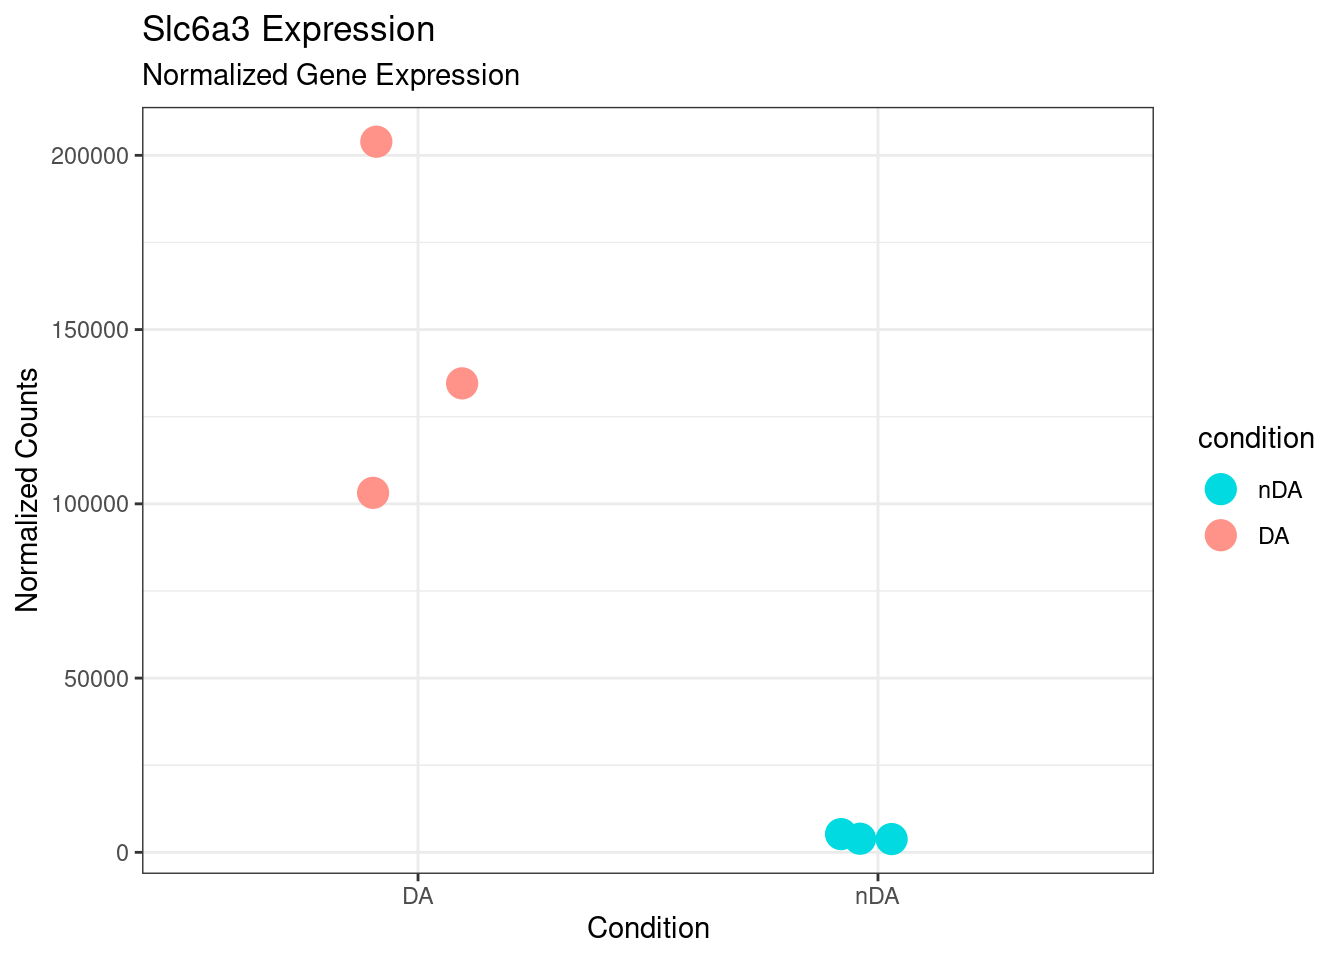 Slc6a3 Expression
Normalized Gene Expression
Normalized Counts
200000
150000
100000
50000
0
DA
nDA
Condition
condition
nDA
DA